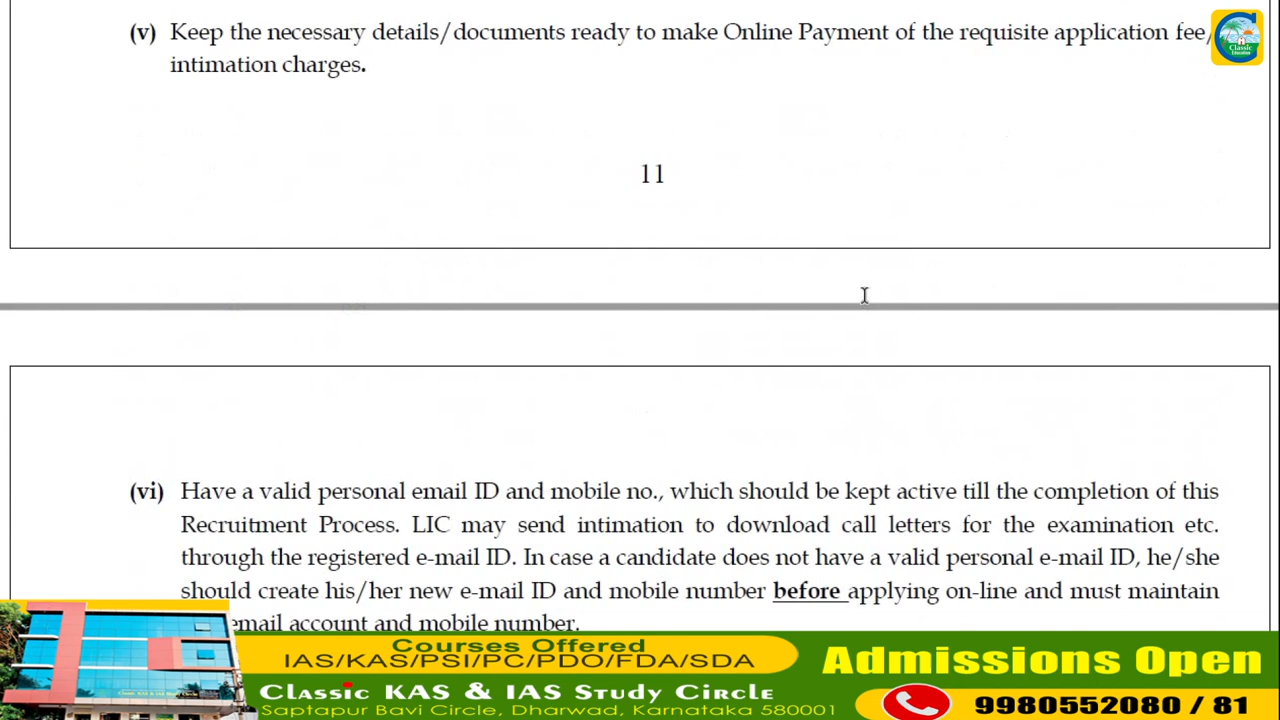 (v) Keep the necessary details/documents ready to make Online Payment of the requisite application fee/
intimation charges.
Classic
Education
11
(vi) Have a valid personal email ID and mobile no., which should be kept active till the completion of this
Recruitment Process. LIC may send intimation to download call letters for the examination etc.
through the registered e-mail ID. In case a candidate does not have a valid personal e-mail ID, he/she
should create his/her new e-mail ID and mobile number before applying on-line and must maintain
email account and mobile number.
Courses Offered
IAS/KAS/PSI/PC/PDO/FDA/SDA
Admissions Open
Classic KAS & IAS Study Circle
Saptapur Bavi Circle, Dharwad, Karnataka 580001
9980552080 / 81